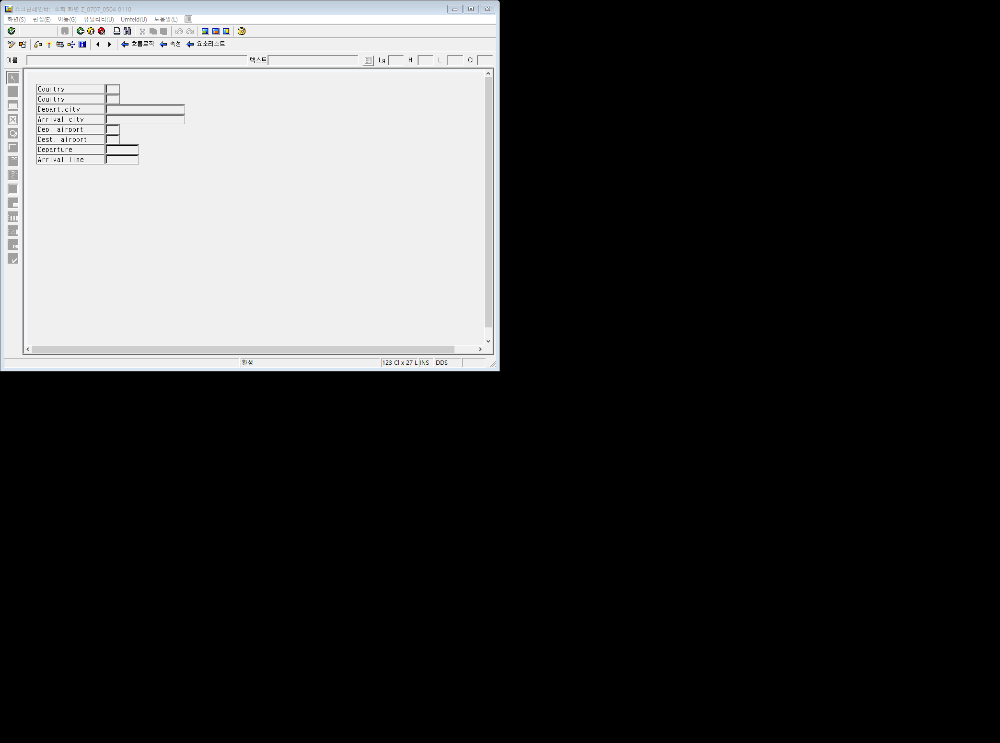 스크린페인터: 조회 화면 Z_0707_0504 0110
화면(S) 편집(E) 이동(G) 유틸리티(U) Umfeld(U) 도움말(L)
흐름로직 속성 요소리스트
이름 텍스트 Lg H L Cl
Country
Country
Depart.city
Arrival city
Dep. airport
Dest. airport
Departure
Arrival Time
활성 123 Cl x 27 L INS DDS